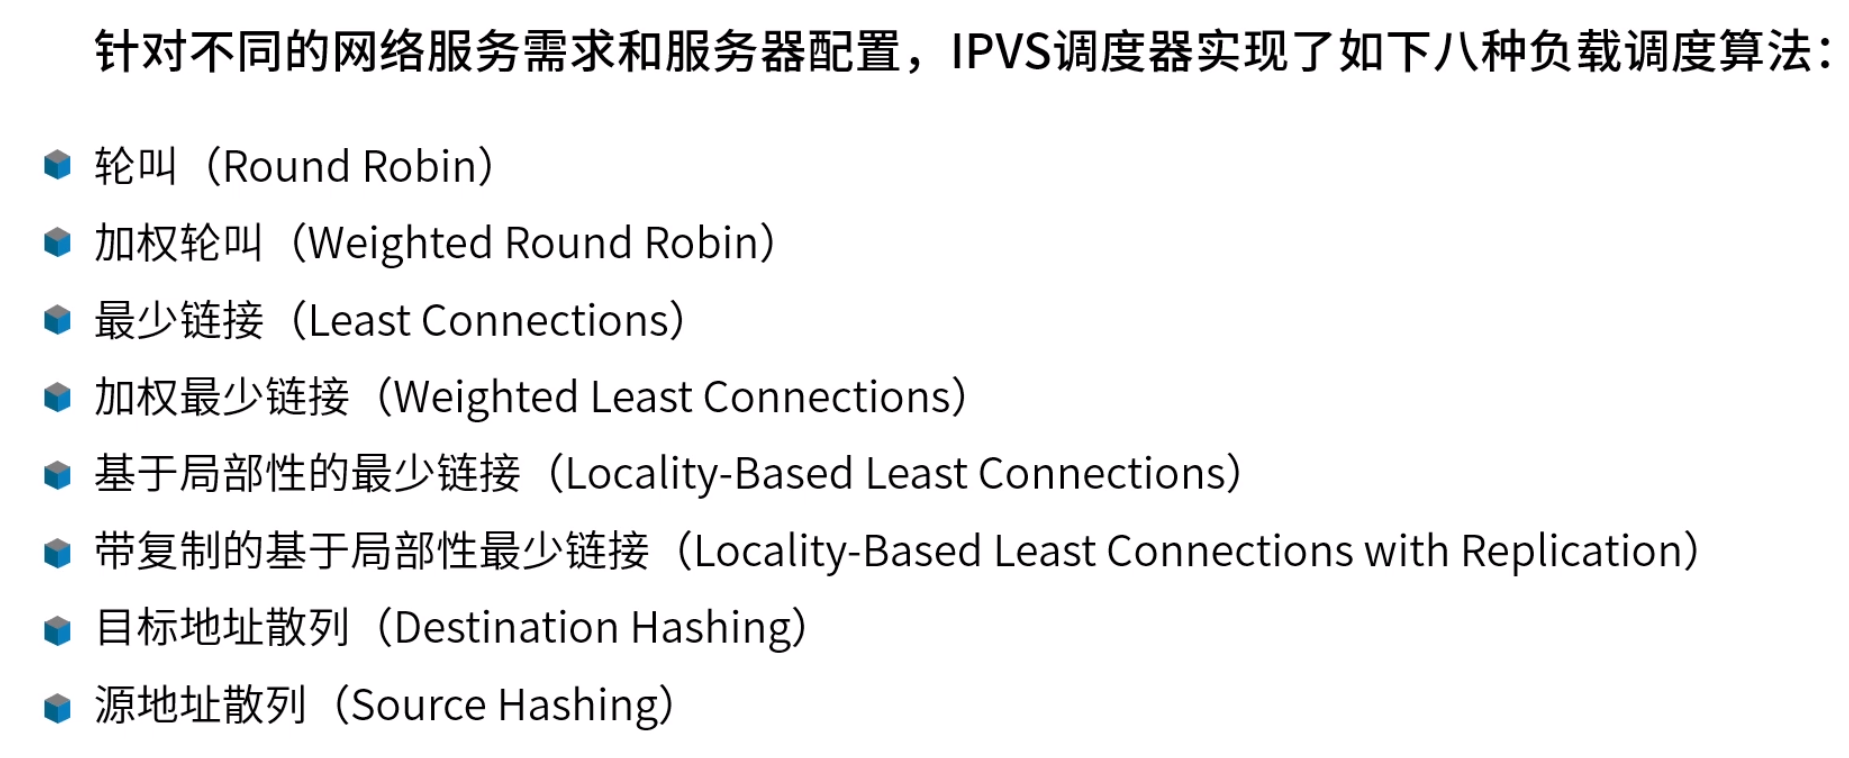 针对不同的网络服务需求和服务器配置，IPVS调度器实现了如下八种负载调度算法：
轮叫（Round Robin）
加权轮叫（Weighted Round Robin）
最少链接（Least Connections）
加权最少链接（Weighted Least Connections）
基于局部性的最少链接（Locality-Based Least Connections）
带复制的基于局部性最少链接（Locality-Based Least Connections with Replication）
目标地址散列（Destination Hashing）
源地址散列（Source Hashing）